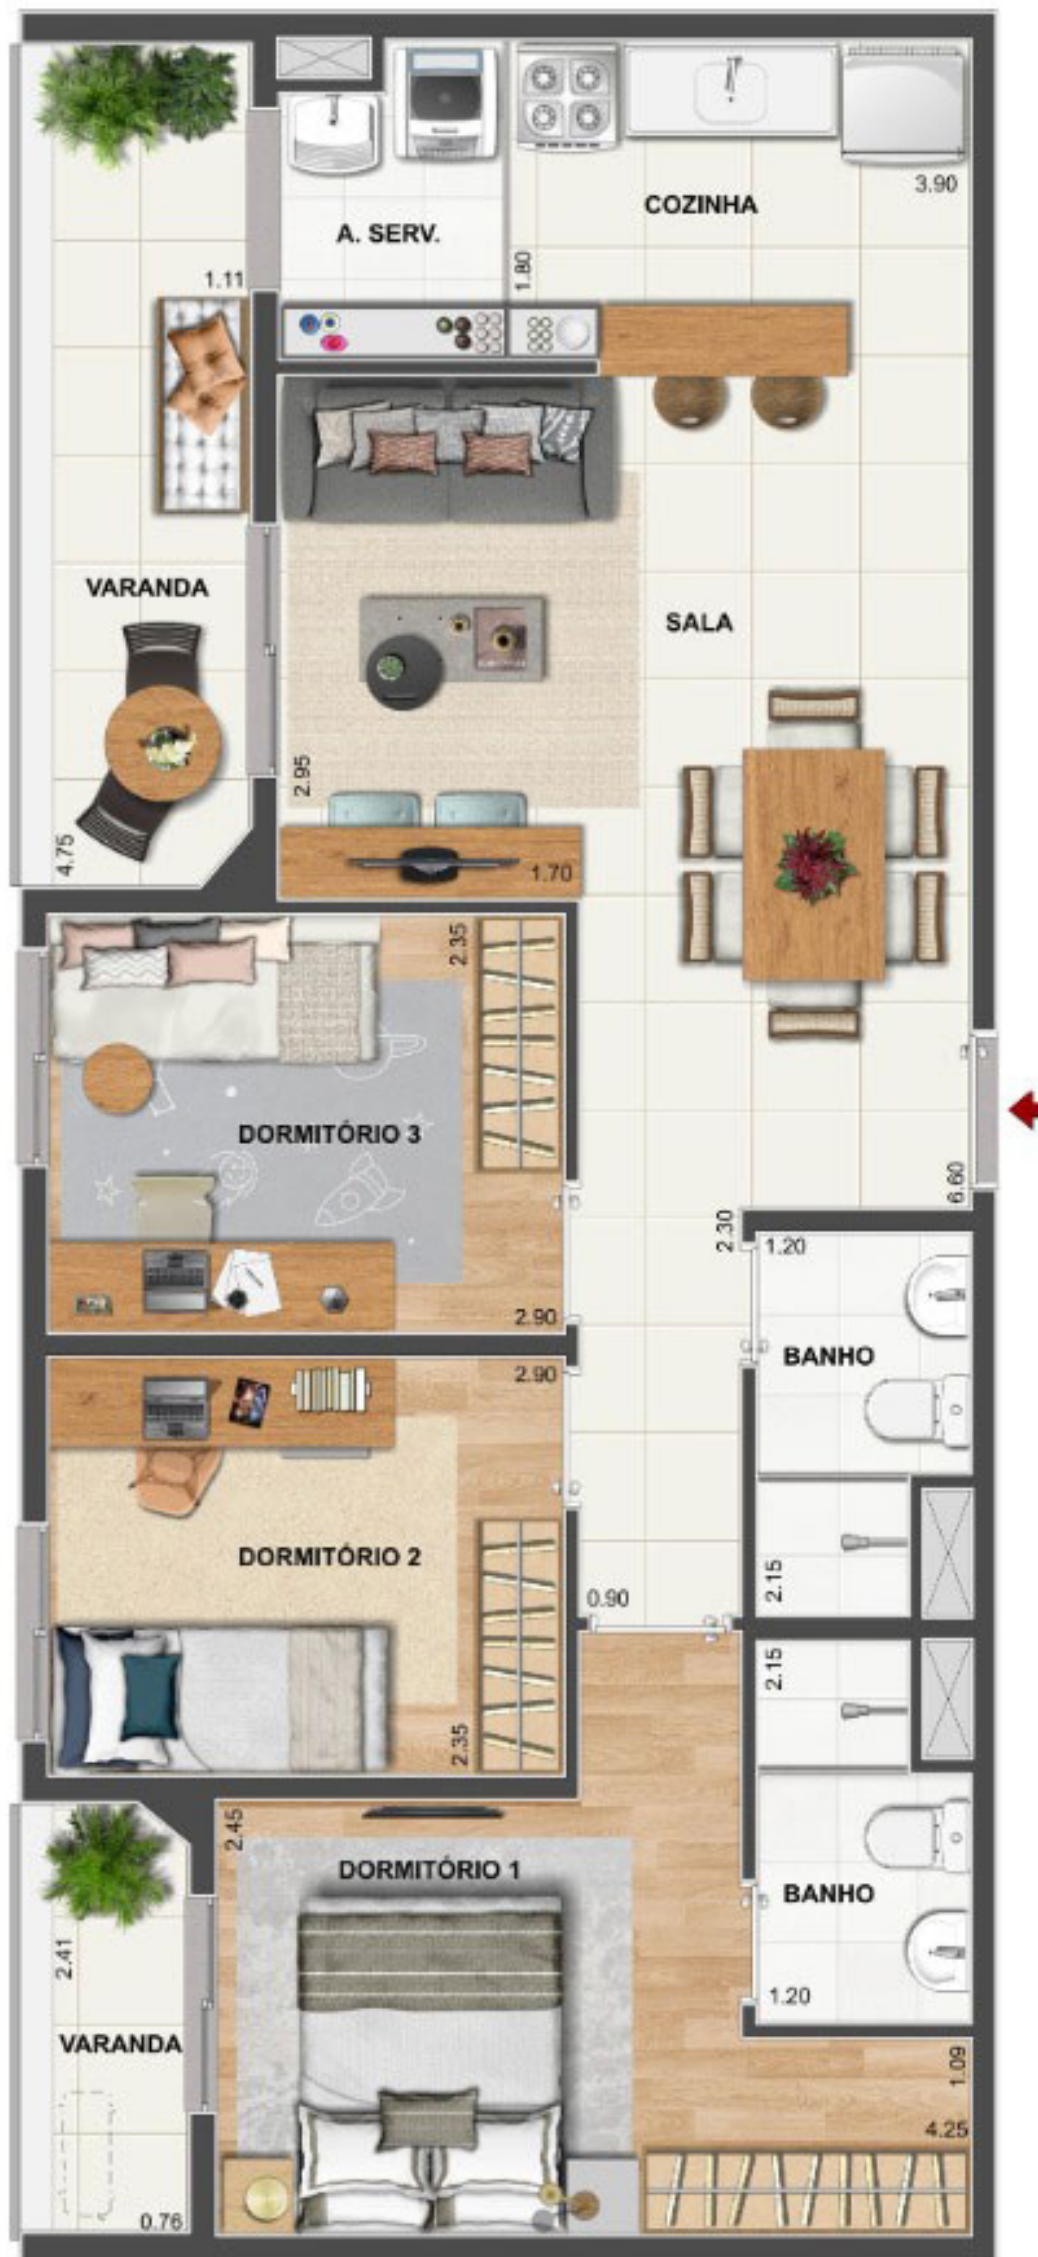 COZINHA
3.90
A. SERV.
1.80
1.11
VARANDA
SALA
2.95
4.75
1.70
2.35
DORMITÓRIO 3
6.60
2.30
1.20
2.90
BANHO
2.90
DORMITÓRIO 2
2.15
0.90
2.35
2.15
2.45
DORMITÓRIO 1
BANHO
2.41
1.20
VARANDA
1.09
4.25
0.76